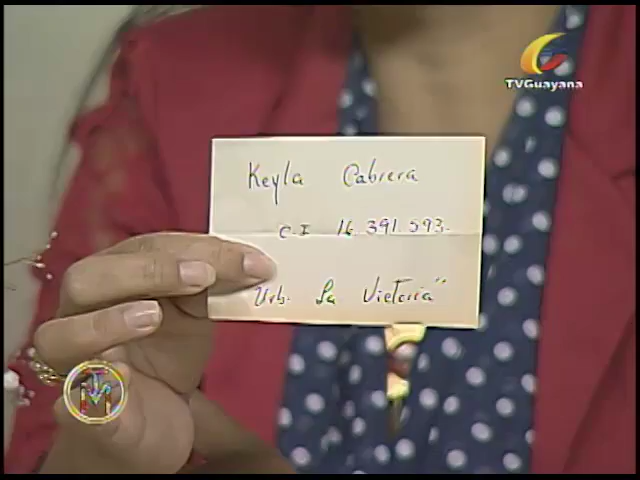 TVGuayana
Keyla Cabrera
C.I 16.391.593.
Urb. La Victoria"